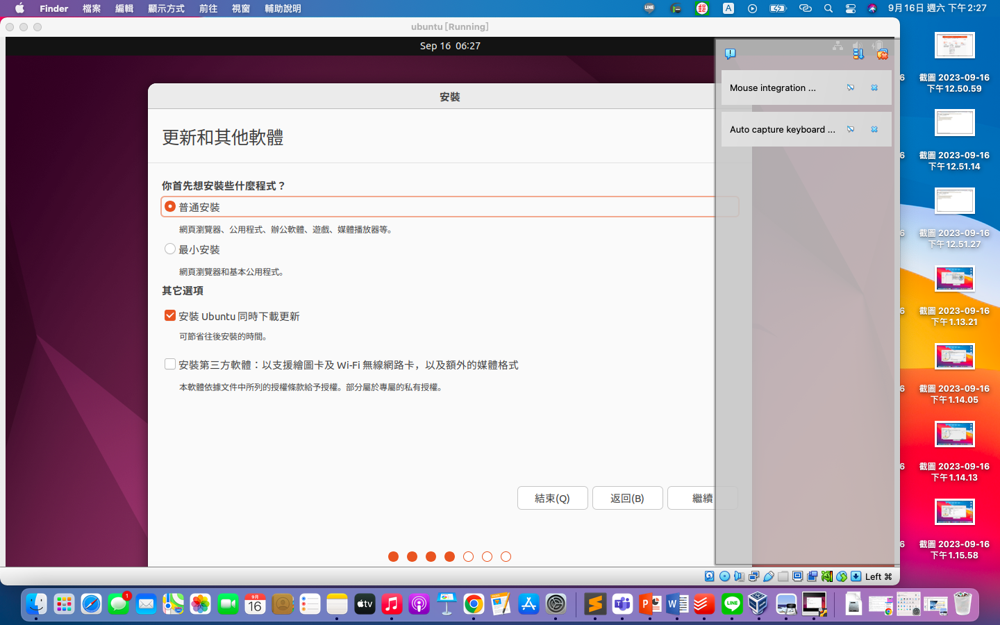 Finder 檔案 編輯 顯示方式 前往 視窗 輔助說明
LINE
A
9月16日 週六 下午2:27
ubuntu [Running]
Sep 16 06:27
Mouse integration ...
Auto capture keyboard ...
安裝
更新和其他軟體
你首先想安裝些什麼程式？
普通安裝
網頁瀏覽器、公用程式、辦公軟體、遊戲、媒體播放器等。
最小安裝
網頁瀏覽器和基本公用程式。
其它選項
安裝 Ubuntu 同時下載更新
可節省往後安裝的時間。
安裝第三方軟體：以支援繪圖卡及 Wi-Fi 無線網路卡，以及額外的媒體格式
本軟體依據文件中所列的授權條款給予授權。部分屬於專屬的私有授權。
結束(Q) 返回(B) 繼續
Left ⌘
截圖 2023-09-16
下午12.50.59
截圖 2023-09-16
下午12.51.14
截圖 2023-09-16
下午12.51.27
截圖 2023-09-16
下午1.13.21
截圖 2023-09-16
下午1.14.05
截圖 2023-09-16
下午1.14.13
截圖 2023-09-16
下午1.15.58
1
9月
16
tv
LINE